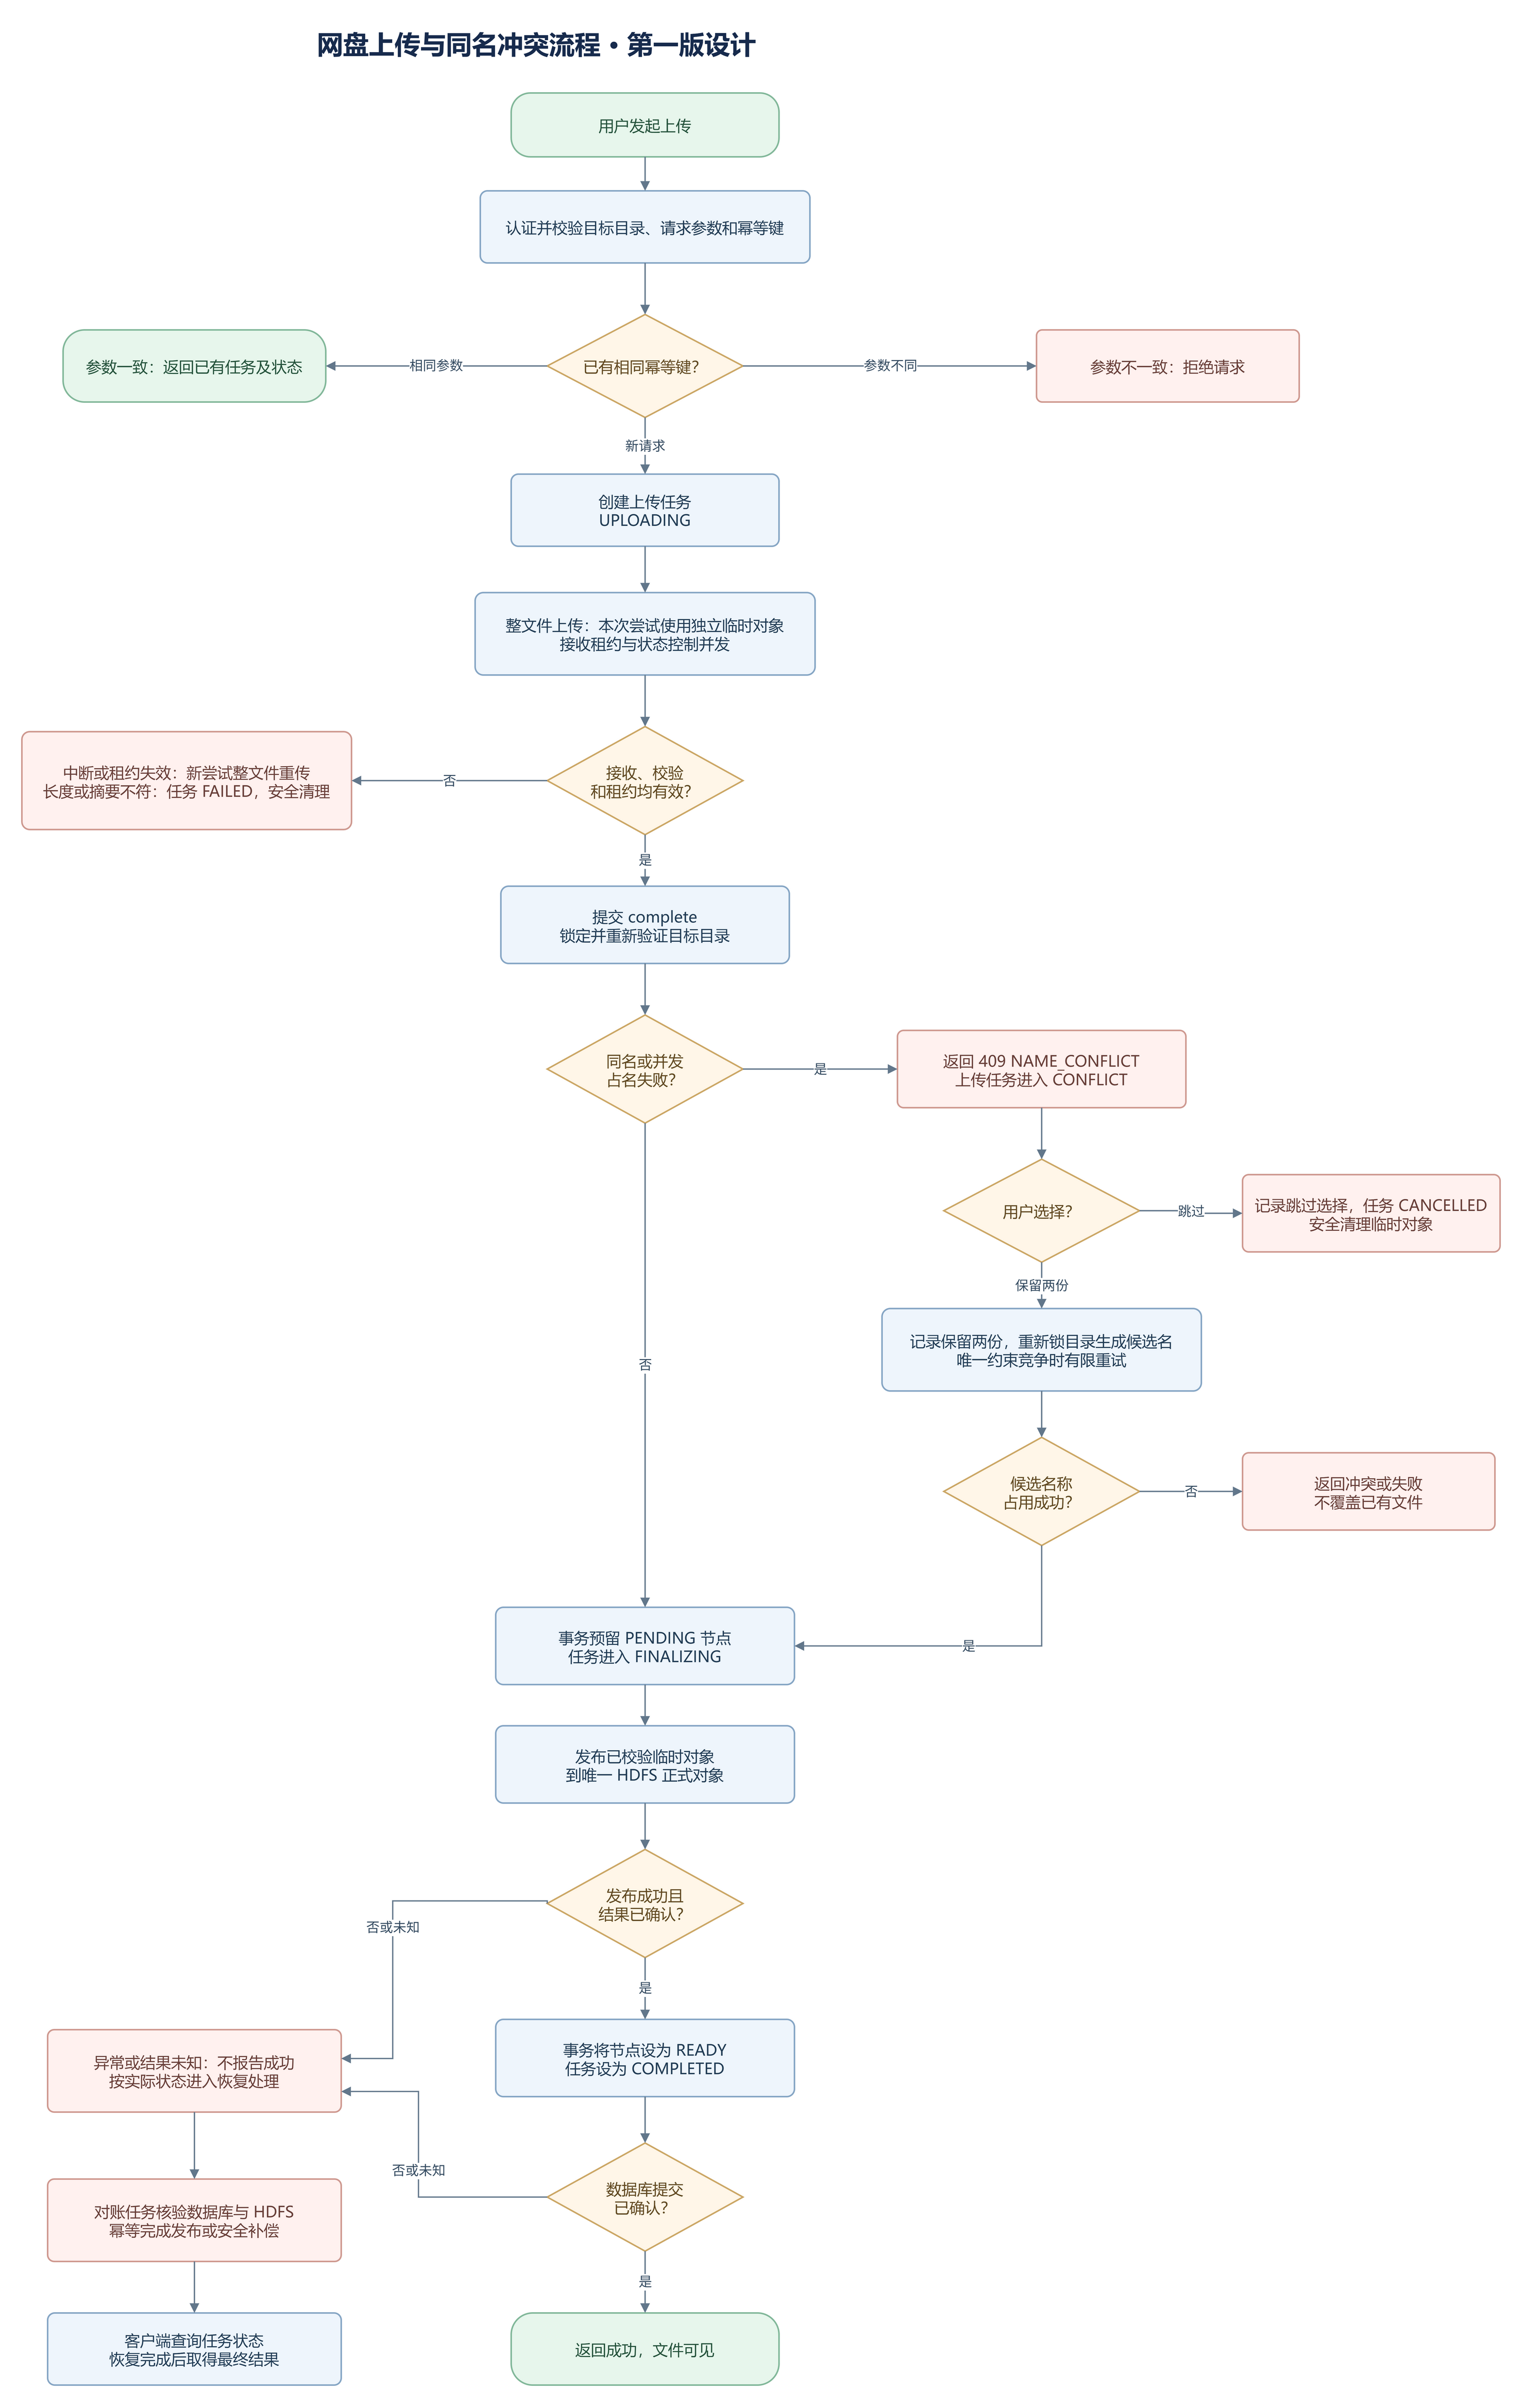 网盘上传与同名冲突流程 · 第一版设计
用户发起上传
认证并校验目标目录、请求参数和幂等键
已有相同幂等键？
相同参数
参数一致：返回已有任务及状态
参数不同
参数不一致：拒绝请求
新请求
创建上传任务
UPLOADING
整文件上传：本次尝试使用独立临时对象
接收租约与状态控制并发
接收、校验
和租约均有效？
否
中断或租约失效：新尝试整文件重传
长度或摘要不符：任务 FAILED，安全清理
是
提交 complete
锁定并重新验证目标目录
同名或并发
占名失败？
是
返回 409 NAME_CONFLICT
上传任务进入 CONFLICT
用户选择？
跳过
记录跳过选择，任务 CANCELLED
安全清理临时对象
保留两份
记录保留两份，重新锁目录生成候选名
唯一约束竞争时有限重试
否
候选名称
占用成功？
否
返回冲突或失败
不覆盖已有文件
是
事务预留 PENDING 节点
任务进入 FINALIZING
发布已校验临时对象
到唯一 HDFS 正式对象
发布成功且
结果已确认？
否或未知
是
事务将节点设为 READY
任务设为 COMPLETED
异常或结果未知：不报告成功
按实际状态进入恢复处理
否或未知
数据库提交
已确认？
对账任务核验数据库与 HDFS
幂等完成发布或安全补偿
是
客户端查询任务状态
恢复完成后取得最终结果
返回成功，文件可见